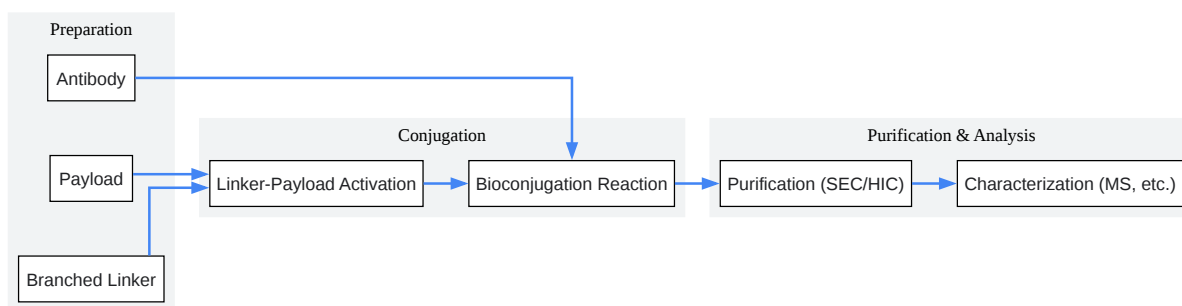 Preparation
Antibody
Payload
Branched Linker
Conjugation
Linker-Payload Activation
Bioconjugation Reaction
Purification & Analysis
Purification (SEC/HIC)
Characterization (MS, etc.)